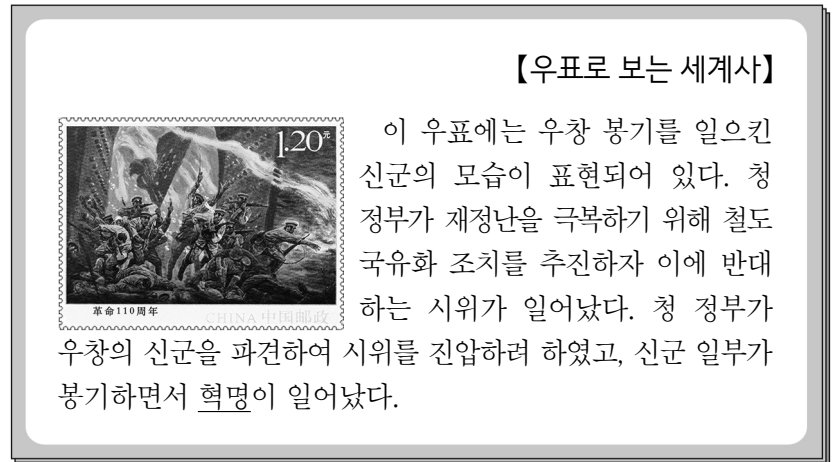 【우표로 보는 세계사】
이 우표에는 우창 봉기를 일으킨
1.20元
신군의 모습이 표현되어 있다. 청
정부가 재정난을 극복하기 위해 철도
국유화 조치를 추진하자 이에 반대
하는 시위가 일어났다. 청 정부가
革命110周年
CHINA 中国邮政
우창의 신군을 파견하여 시위를 진압하려 하였고, 신군 일부가
봉기하면서 혁명이 일어났다.